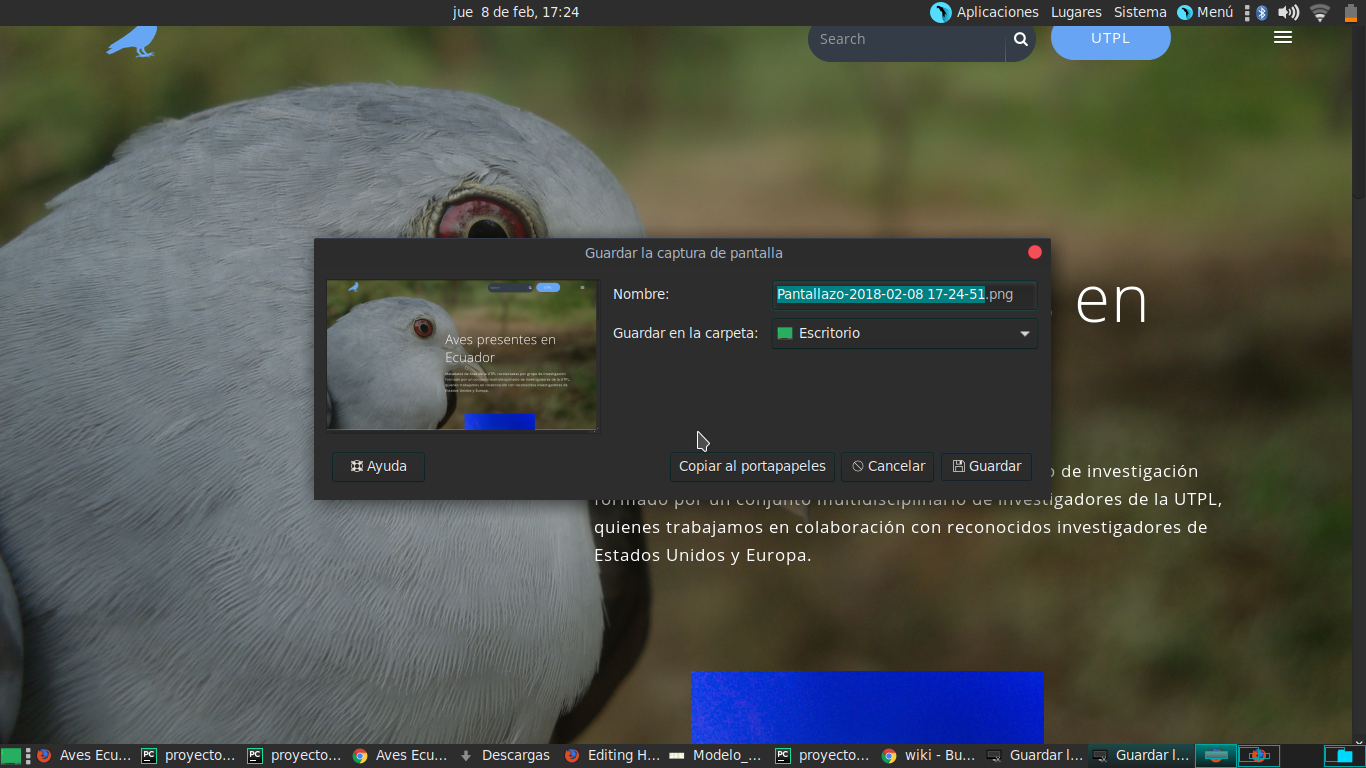 jue  8 de feb, 17:24
Aplicaciones Lugares Sistema Menú
Search
UTPL
Guardar la captura de pantalla
Nombre: Pantallazo-2018-02-08 17-24-51.png
Guardar en la carpeta: Escritorio
Aves presentes en
Ecuador
Ayuda Copiar al portapapeles Cancelar Guardar
en
de investigación
formado por un conjunto multidisciplinario de investigadores de la UTPL,
quienes trabajamos en colaboración con reconocidos investigadores de
Estados Unidos y Europa.
Aves Ecu... proyecto... proyecto... Aves Ecu... Descargas Editing H... Modelo_... proyecto... wiki - Bu... Guardar l... Guardar l...